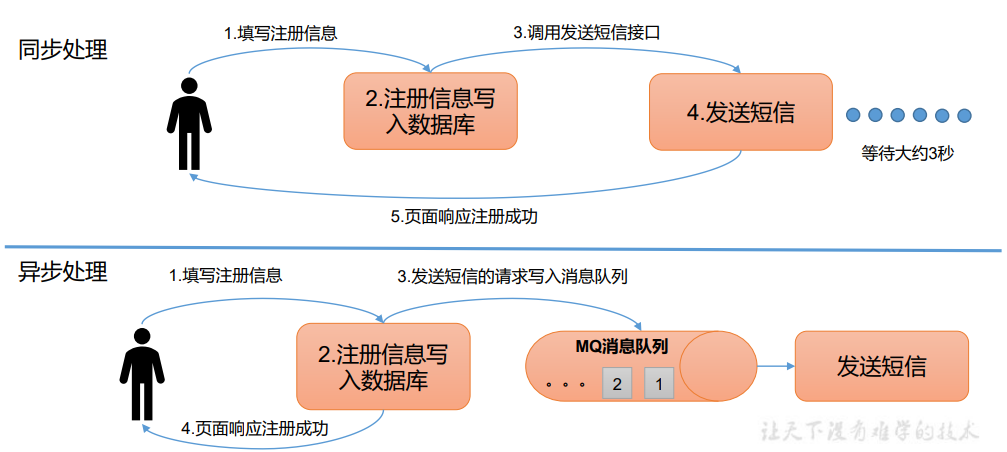 同步处理
1.填写注册信息
3.调用发送短信接口
2.注册信息写
入数据库
4.发送短信
等待大约3秒
5.页面响应注册成功
异步处理
1.填写注册信息
3.发送短信的请求写入消息队列
2.注册信息写
入数据库
MQ消息队列
。。。 2 1
发送短信
4.页面响应注册成功
让天下没有难学的技术